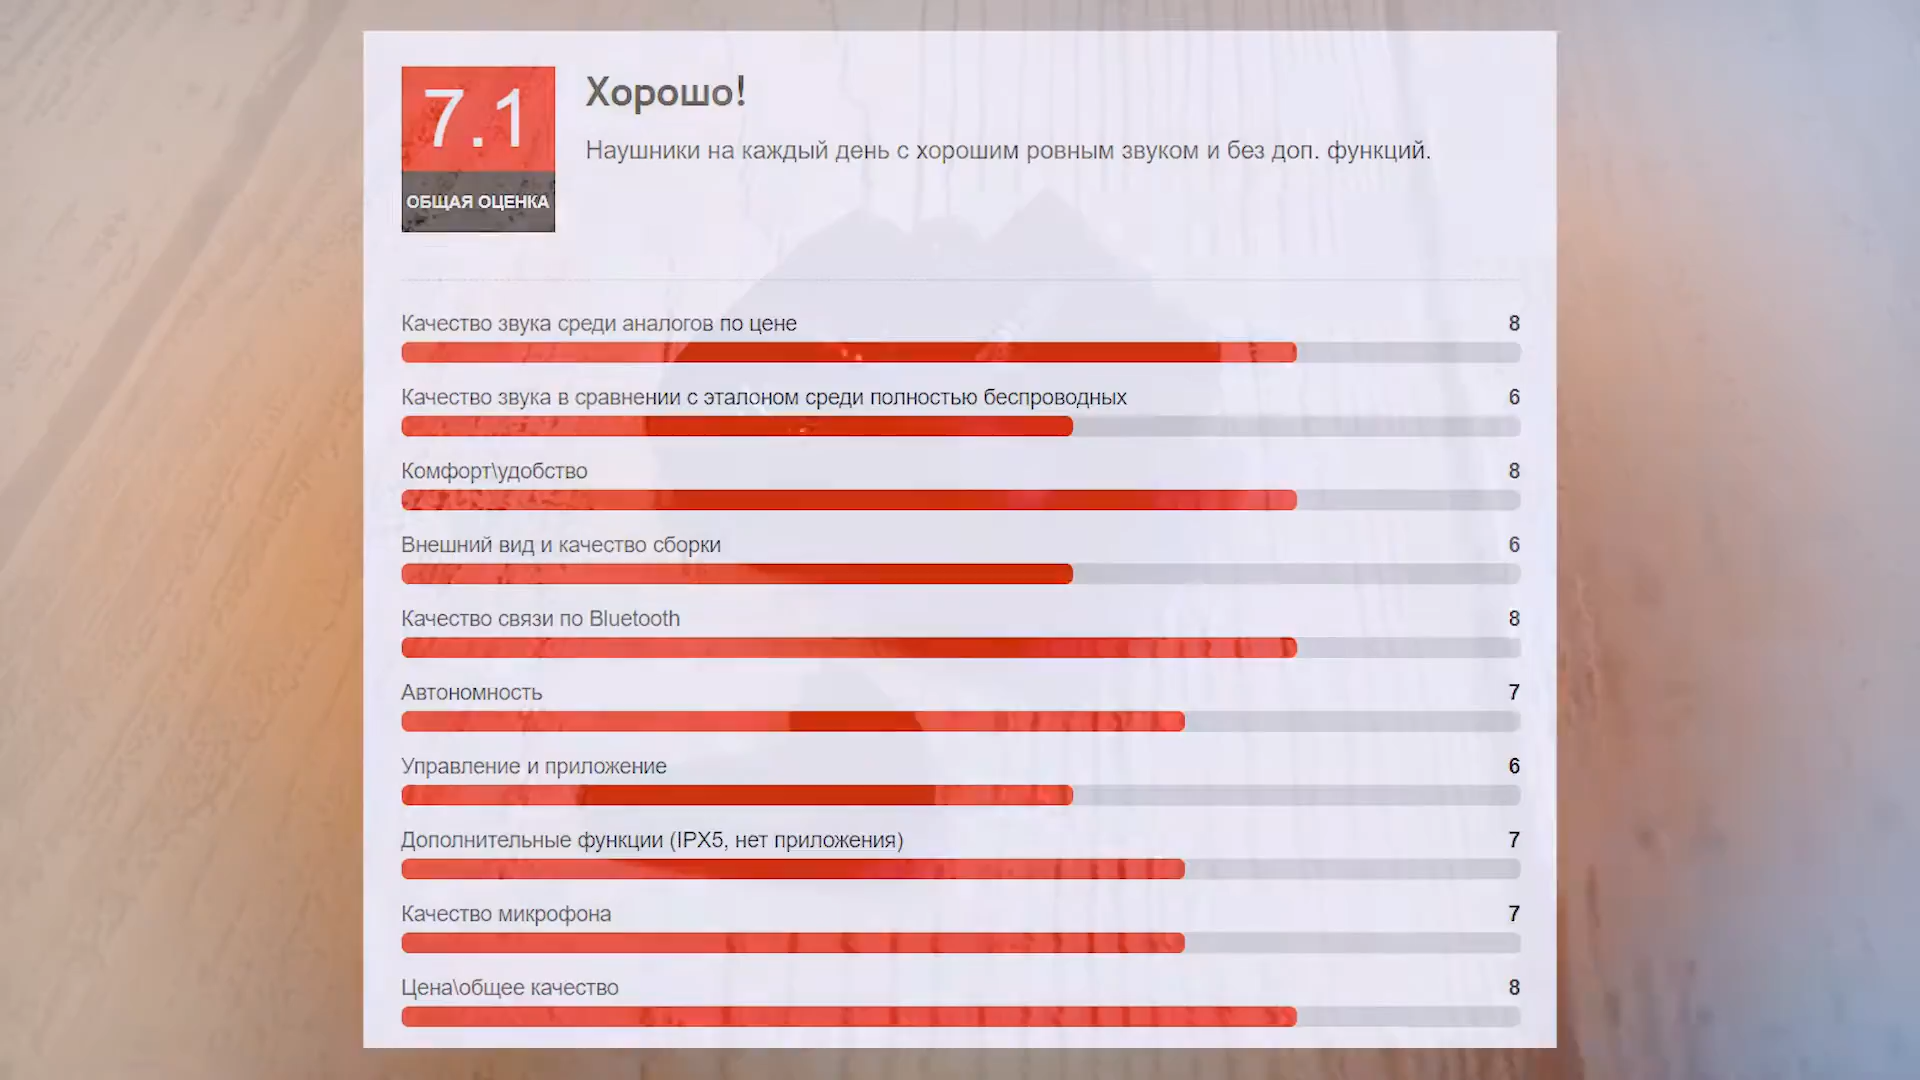 7.1
ОБЩАЯ ОЦЕНКА
Хорошо!
Наушники на каждый день с хорошим ровным звуком и без доп. функций.
Качество звука среди аналогов по цене 8
Качество звука в сравнении с эталоном среди полностью беспроводных 6
Комфорт\удобство 8
Внешний вид и качество сборки 6
Качество связи по Bluetooth 8
Автономность 7
Управление и приложение 6
Дополнительные функции (IPX5, нет приложения) 7
Качество микрофона 7
Цена\общее качество 8